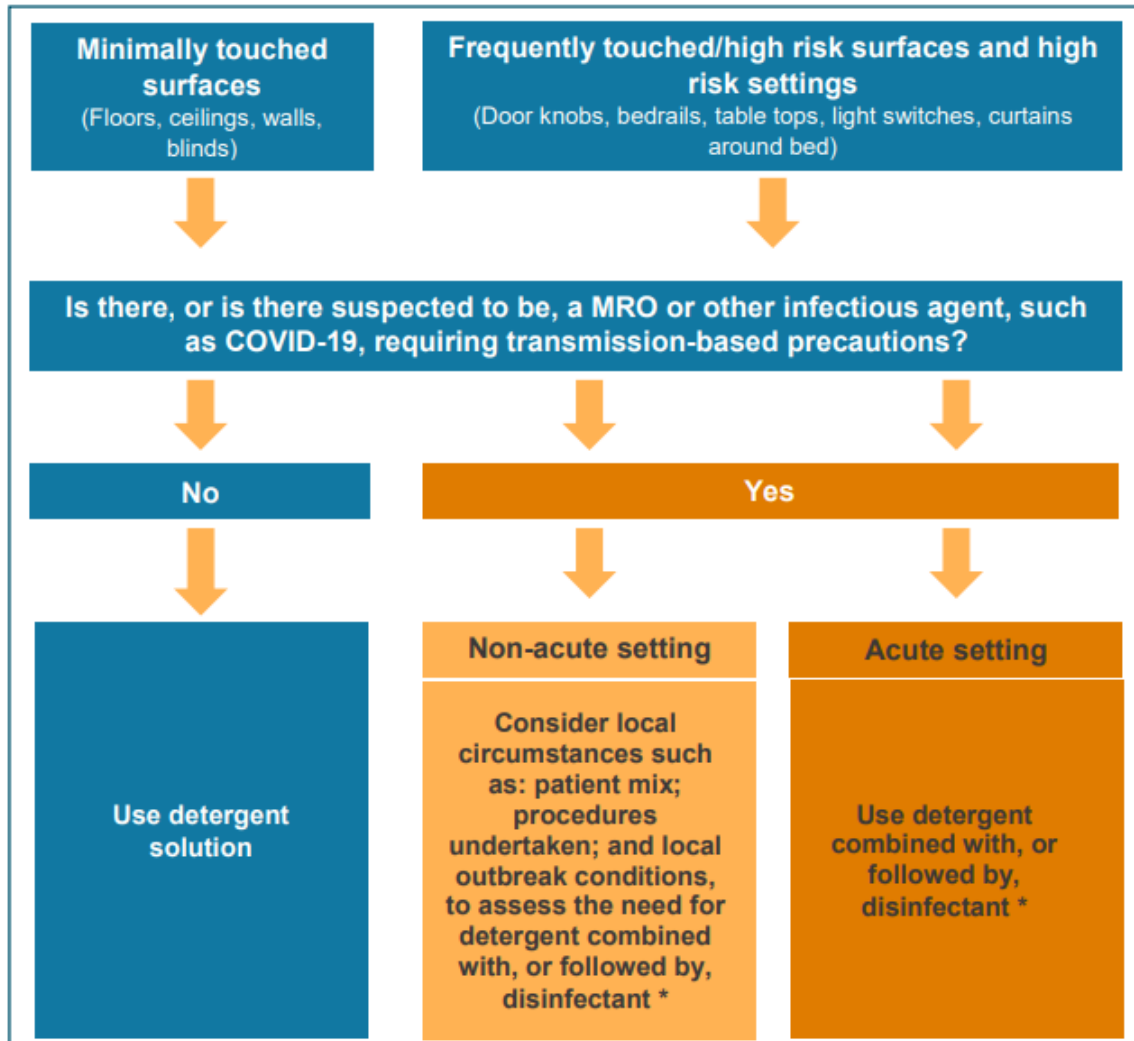 Minimally touched
surfaces
(Floors, ceilings, walls,
blinds)
Frequently touched/high risk surfaces and high
risk settings
(Door knobs, bedrails, table tops, light switches, curtains
around bed)
Is there, or is there suspected to be, a MRO or other infectious agent, such
as COVID-19, requiring transmission-based precautions?
No
Yes
Use detergent
solution
Non-acute setting
Consider local
circumstances such
as: patient mix;
procedures
undertaken; and local
outbreak conditions,
to assess the need for
detergent combined
with, or followed by,
disinfectant *
Acute setting
Use detergent
combined with, or
followed by,
disinfectant *